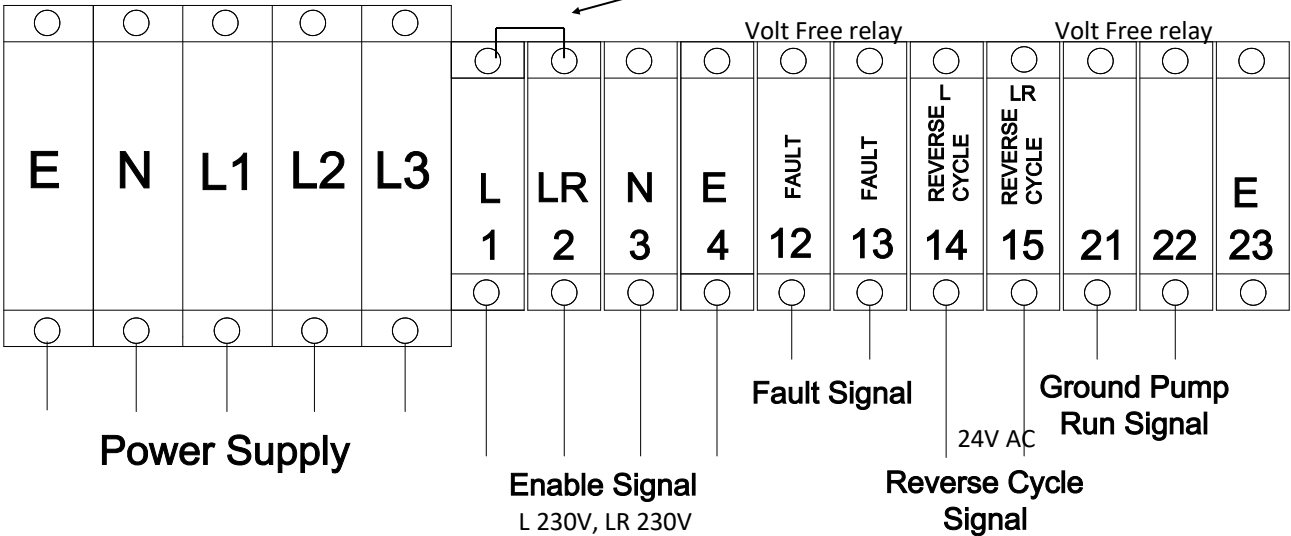 Volt Free relay
Volt Free relay
E
N
L1
L2
L3
L
1
LR
2
N
3
E
4
FAULT
12
FAULT
13
REVERSE L
CYCLE
14
REVERSE LR
CYCLE
15
21
22
E
23
Power Supply
Enable Signal
L 230V, LR 230V
Fault Signal
24V AC
Reverse Cycle
Signal
Ground Pump
Run Signal